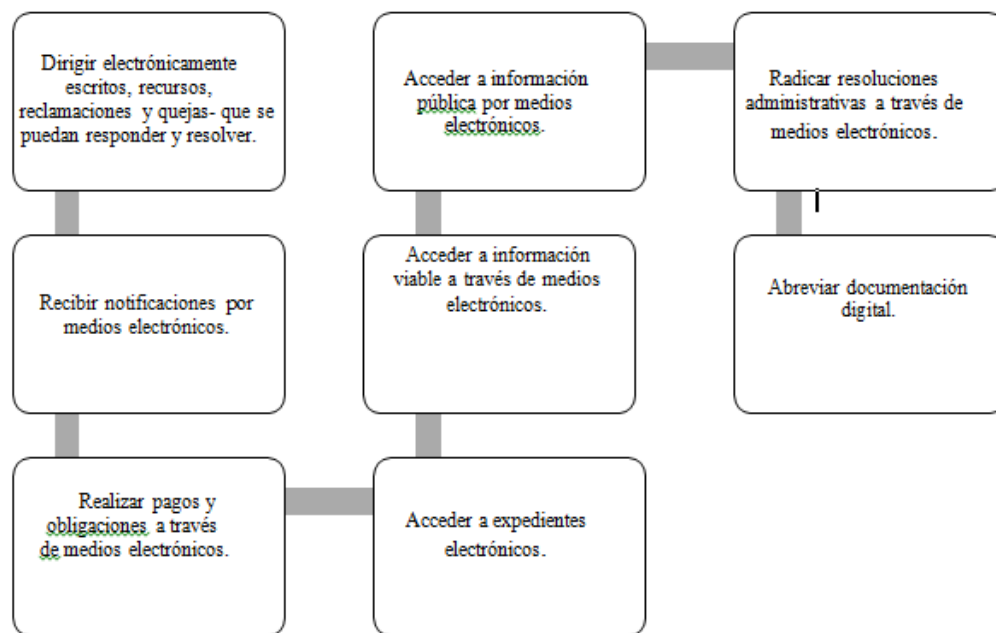 Dirigir electrónicamente
escritos, recursos,
reclamaciones y quejas- que se
puedan responder y resolver.
Recibir notificaciones por
medios electrónicos.
Realizar pagos y
obligaciones a través
de medios electrónicos.
Acceder a expedientes
electrónicos.
Acceder a información
viable a través de medios
electrónicos.
Acceder a información
pública por medios
electrónicos.
Radicar resoluciones
administrativas a través de
medios electrónicos.
Abreviar documentación
digital.